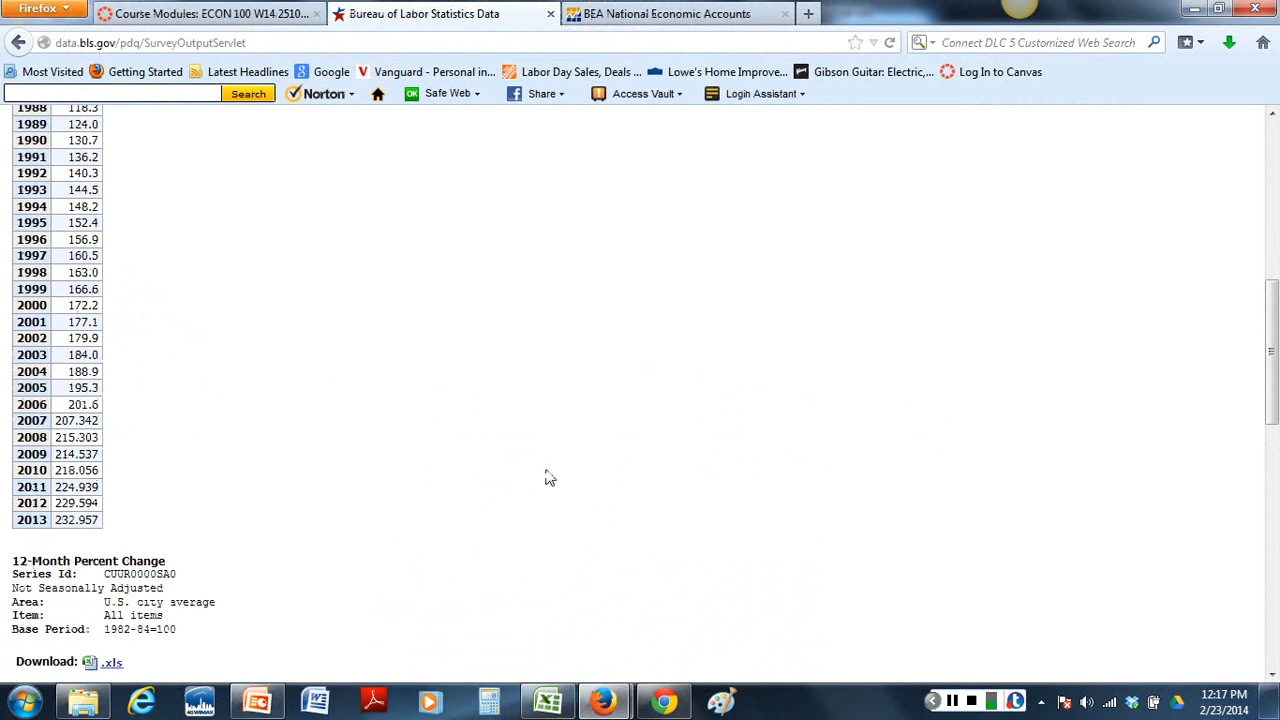 Firefox
Course Modules: ECON 100 W14 2510...
Bureau of Labor Statistics Data
BEA National Economic Accounts
data.bls.gov/pdq/SurveyOutputServlet
Connect DLC 5 Customized Web Search
Most Visited
Getting Started
Latest Headlines
Google
Vanguard - Personal in...
Labor Day Sales, Deals ...
Lowe's Home Improve...
Gibson Guitar: Electric,...
Log In to Canvas
Search
Norton
OK Safe Web
Share
Access Vault
Login Assistant
1988 118.3
1989 124.0
1990 130.7
1991 136.2
1992 140.3
1993 144.5
1994 148.2
1995 152.4
1996 156.9
1997 160.5
1998 163.0
1999 166.6
2000 172.2
2001 177.1
2002 179.9
2003 184.0
2004 188.9
2005 195.3
2006 201.6
2007 207.342
2008 215.303
2009 214.537
2010 218.056
2011 224.939
2012 229.594
2013 232.957
12-Month Percent Change
Series Id: CUUR0000SA0
Not Seasonally Adjusted
Area: U.S. city average
Item: All items
Base Period: 1982-84=100
Download: .xls
4GWIMAX
12:17 PM
2/23/2014